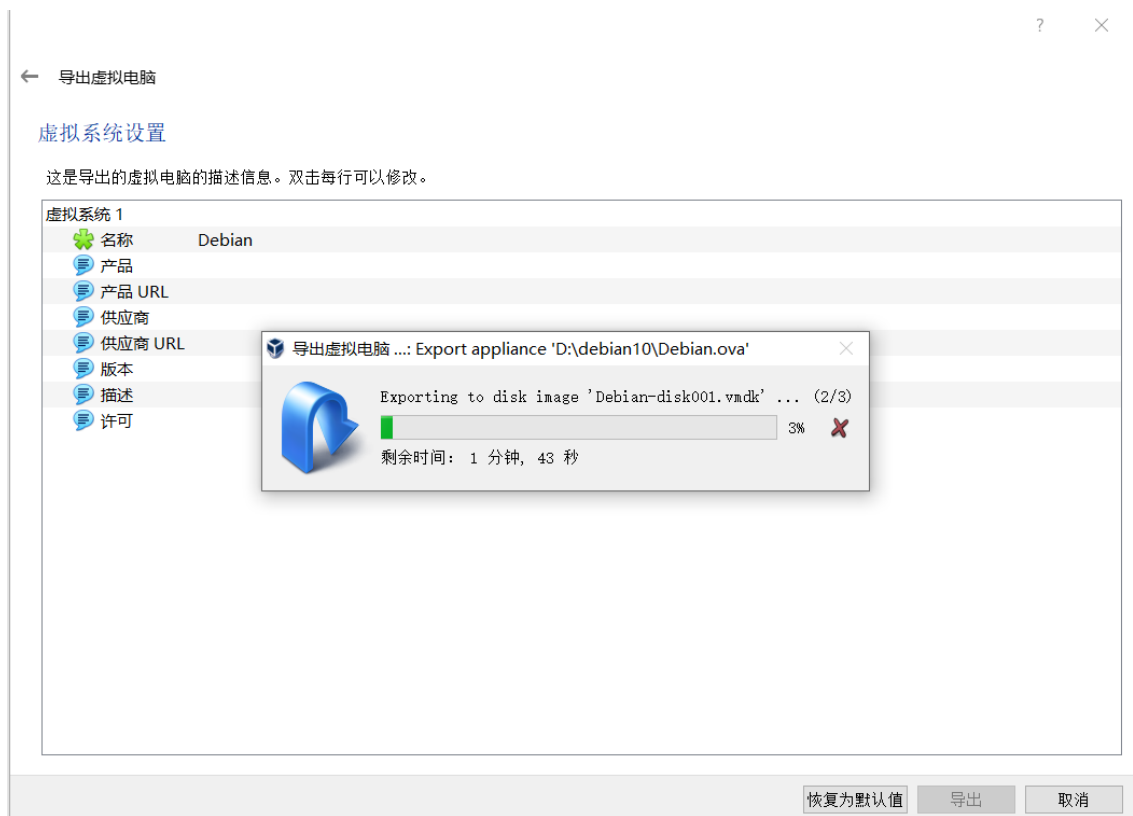 ?
导出虚拟电脑
虚拟系统设置
这是导出的虚拟电脑的描述信息。双击每行可以修改。
虚拟系统 1
名称 Debian
产品
产品 URL
供应商
供应商 URL
版本
描述
许可
导出虚拟电脑 ...: Export appliance 'D:\debian10\Debian.ova'
Exporting to disk image 'Debian-disk001.vmdk' ... (2/3)
3%
剩余时间: 1 分钟, 43 秒
恢复为默认值 导出 取消